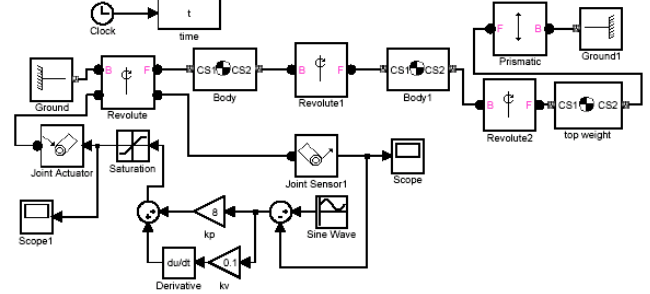 t
Clock
time
F
B
Prismatic
Ground1
B
F
CS1
CS2
B
F
CS1
CS2
Ground
Revolute
Body
Revolute1
Body1
B
F
CS1
CS2
Revolute2
top weight
Joint Actuator
Saturation
Joint Sensor1
Scope
Scope1
8
kp
Sine Wave
du/dt
0.1
Derivative
kv